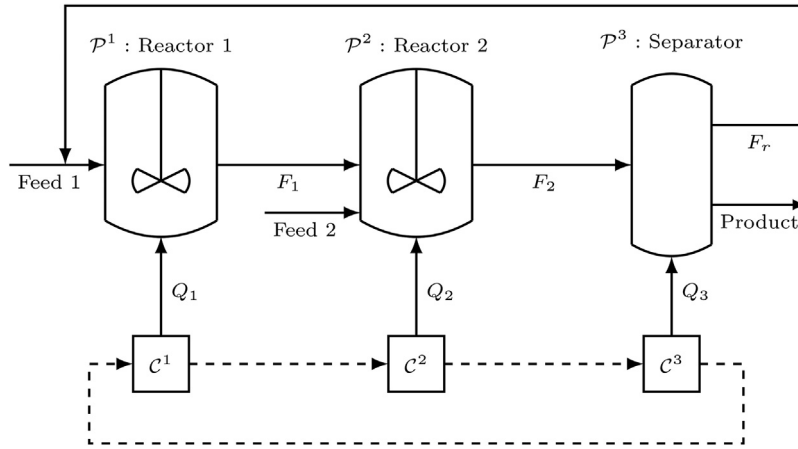 𝒫¹ : Reactor 1
𝒫² : Reactor 2
𝒫³ : Separator
Feed 1
F₁
F₂
Fᵣ
Feed 2
Product
Q₁
Q₂
Q₃
𝒞¹
𝒞²
𝒞³